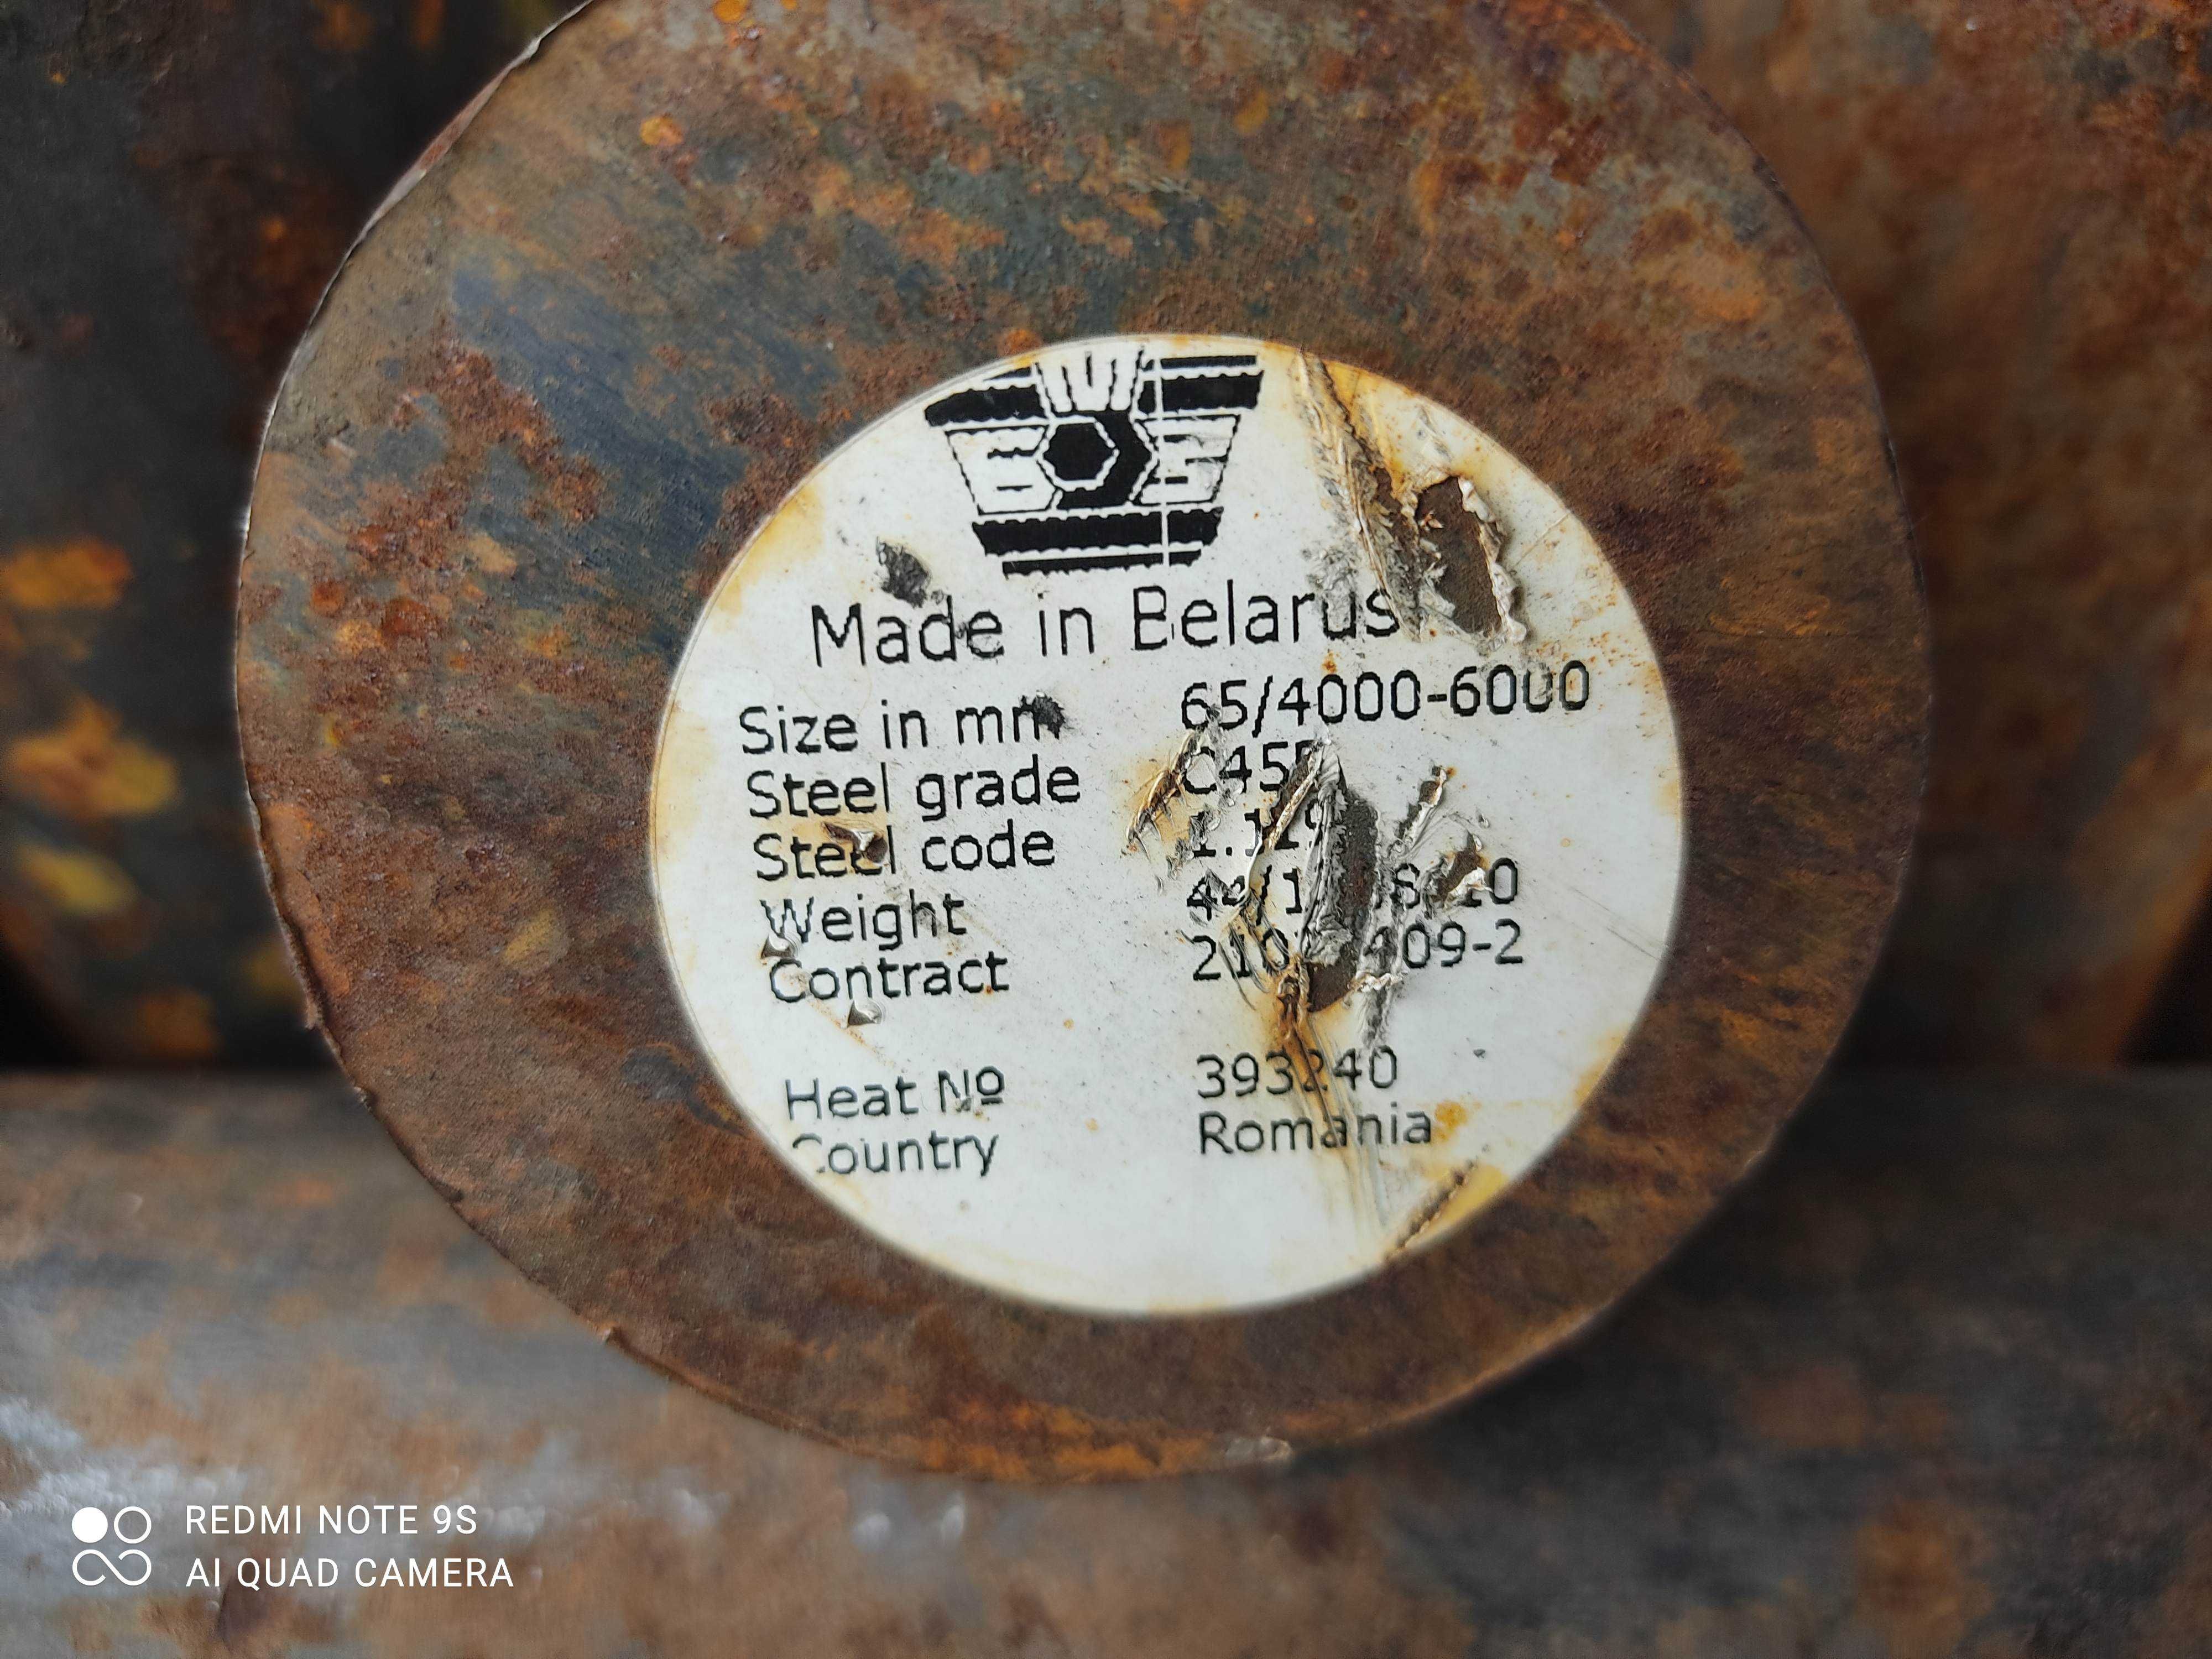 Made in Belarus
Size in mm 65/4000-6000
Steel grade
Steel code
Weight
Contract
Heat Nº 393240
Country Romania
REDMI NOTE 9S
AI QUAD CAMERA